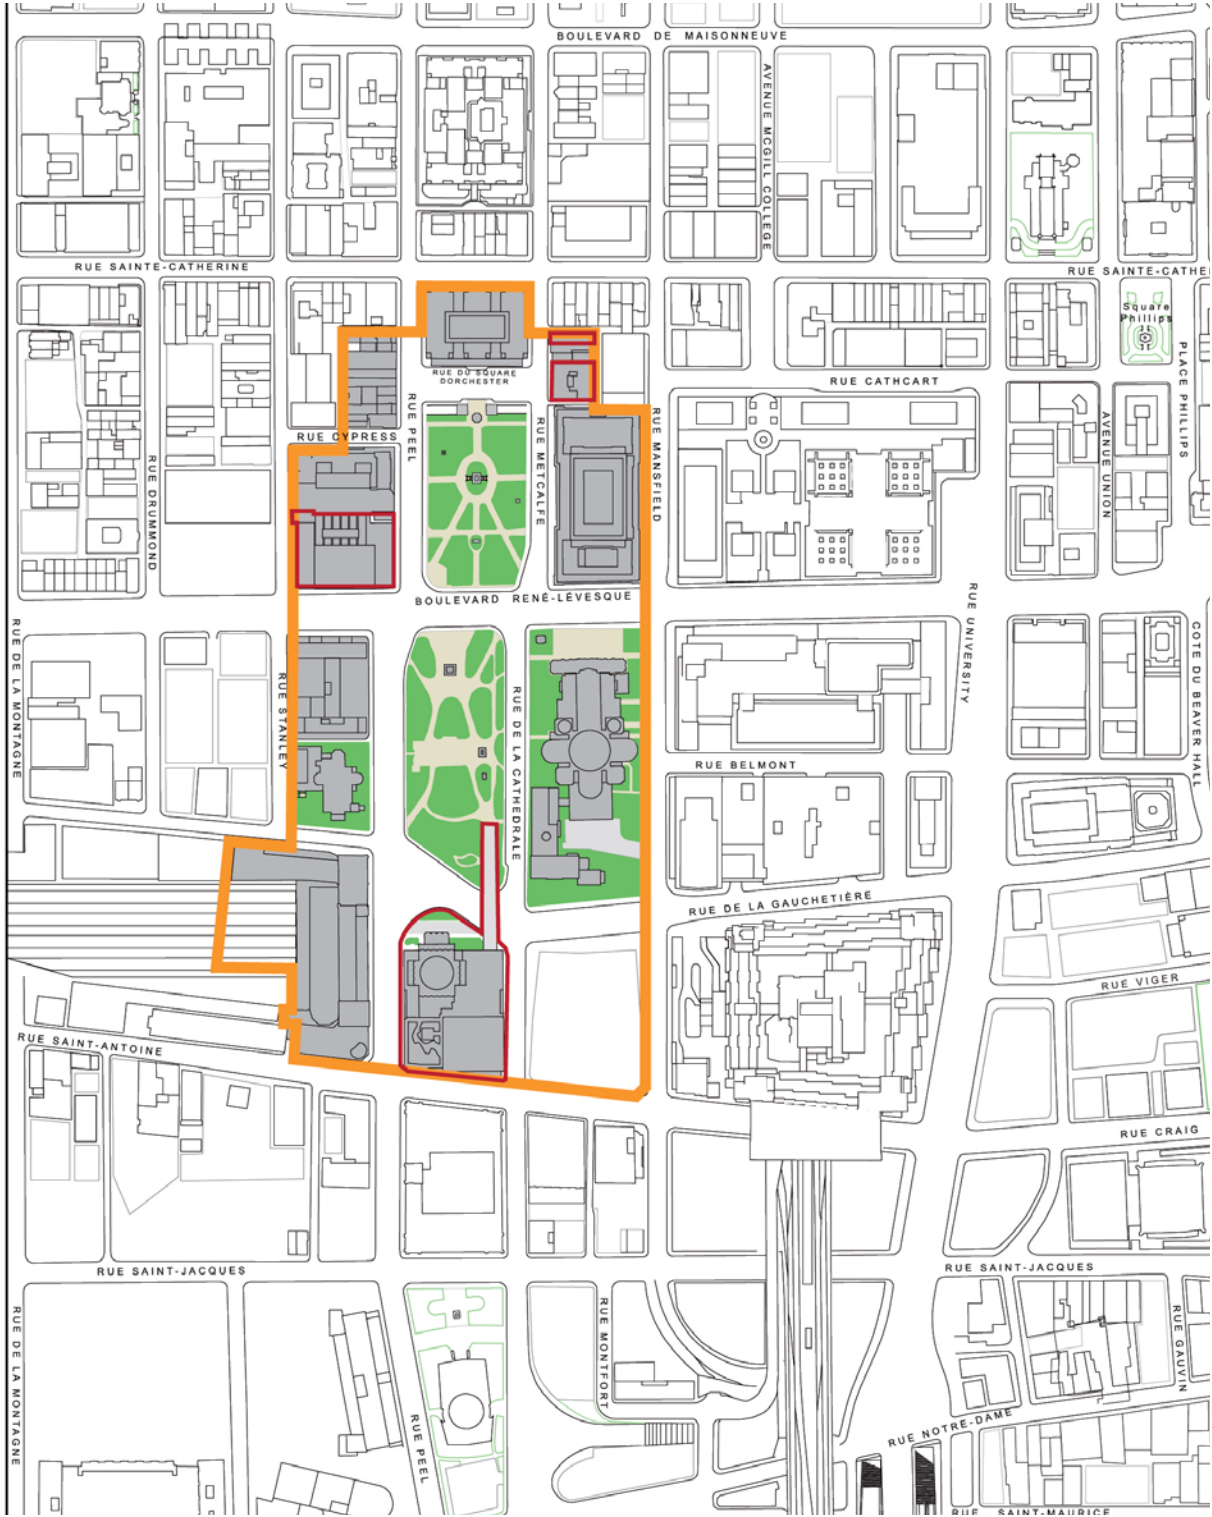 BOULEVARD DE MAISONNEUVE
AVENUE MCGILL COLLEGE
RUE SAINTE-CATHERINE
RUE SAINTE-CATHE
Square
Phillips
PLACE PHILLIPS
RUE DU SQUARE
DORCHESTER
RUE CATHCART
RUE PEEL
RUE CYPRESS
RUE METCALFE
RUE MANSFIELD
AVENUE UNION
RUE DRUMMOND
BOULEVARD RENÉ-LÉVESQUE
RUE UNIVERSITY
RUE DE LA MONTAGNE
RUE STANLEY
RUE DE LA CATHEDRALE
COTE DU BEAVER HALL
RUE BELMONT
RUE DE LA GAUCHETIÈRE
RUE VIGER
RUE SAINT-ANTOINE
RUE CRAIG
RUE SAINT-JACQUES
RUE SAINT-JACQUES
RUE DE LA MONTAGNE
RUE MONTFORT
RUE GAUVIN
RUE PEEL
RUE NOTRE-DAME
RUE SAINT-MAURICE